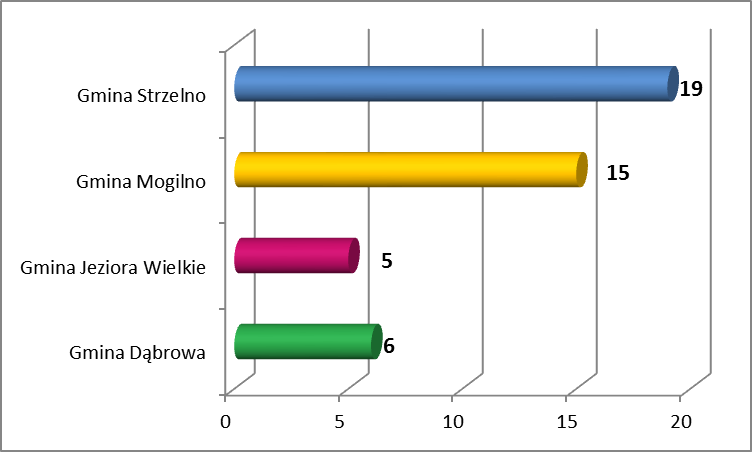 Gmina Strzelno 19
Gmina Mogilno 15
Gmina Jeziora Wielkie 5
Gmina Dąbrowa 6
0 5 10 15 20